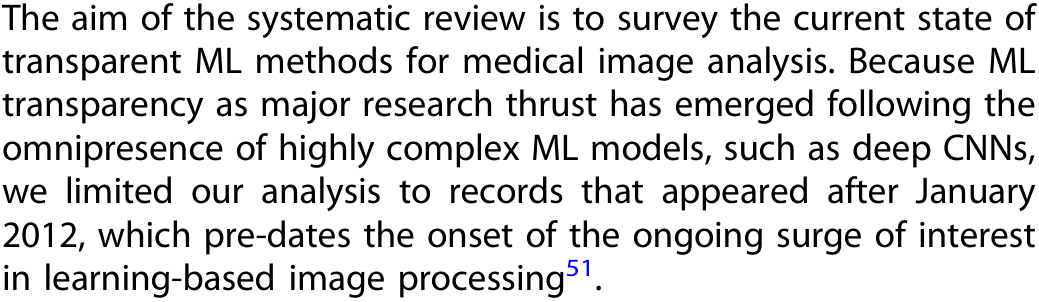 The aim of the systematic review is to survey the current state of
transparent ML methods for medical image analysis. Because ML
transparency as major research thrust has emerged following the
omnipresence of highly complex ML models, such as deep CNNs,
we limited our analysis to records that appeared after January
2012, which pre-dates the onset of the ongoing surge of interest
in learning-based image processing51.